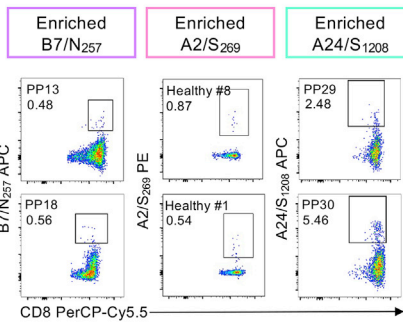 Enriched
B7/N257
Enriched
A2/S269
Enriched
A24/S1208
B7/N257 APC
PP13
0.48
A2/S269 PE
Healthy #8
0.87
A24/S1208 APC
PP29
2.48
PP18
0.56
Healthy #1
0.54
PP30
5.46
CD8 PerCP-Cy5.5